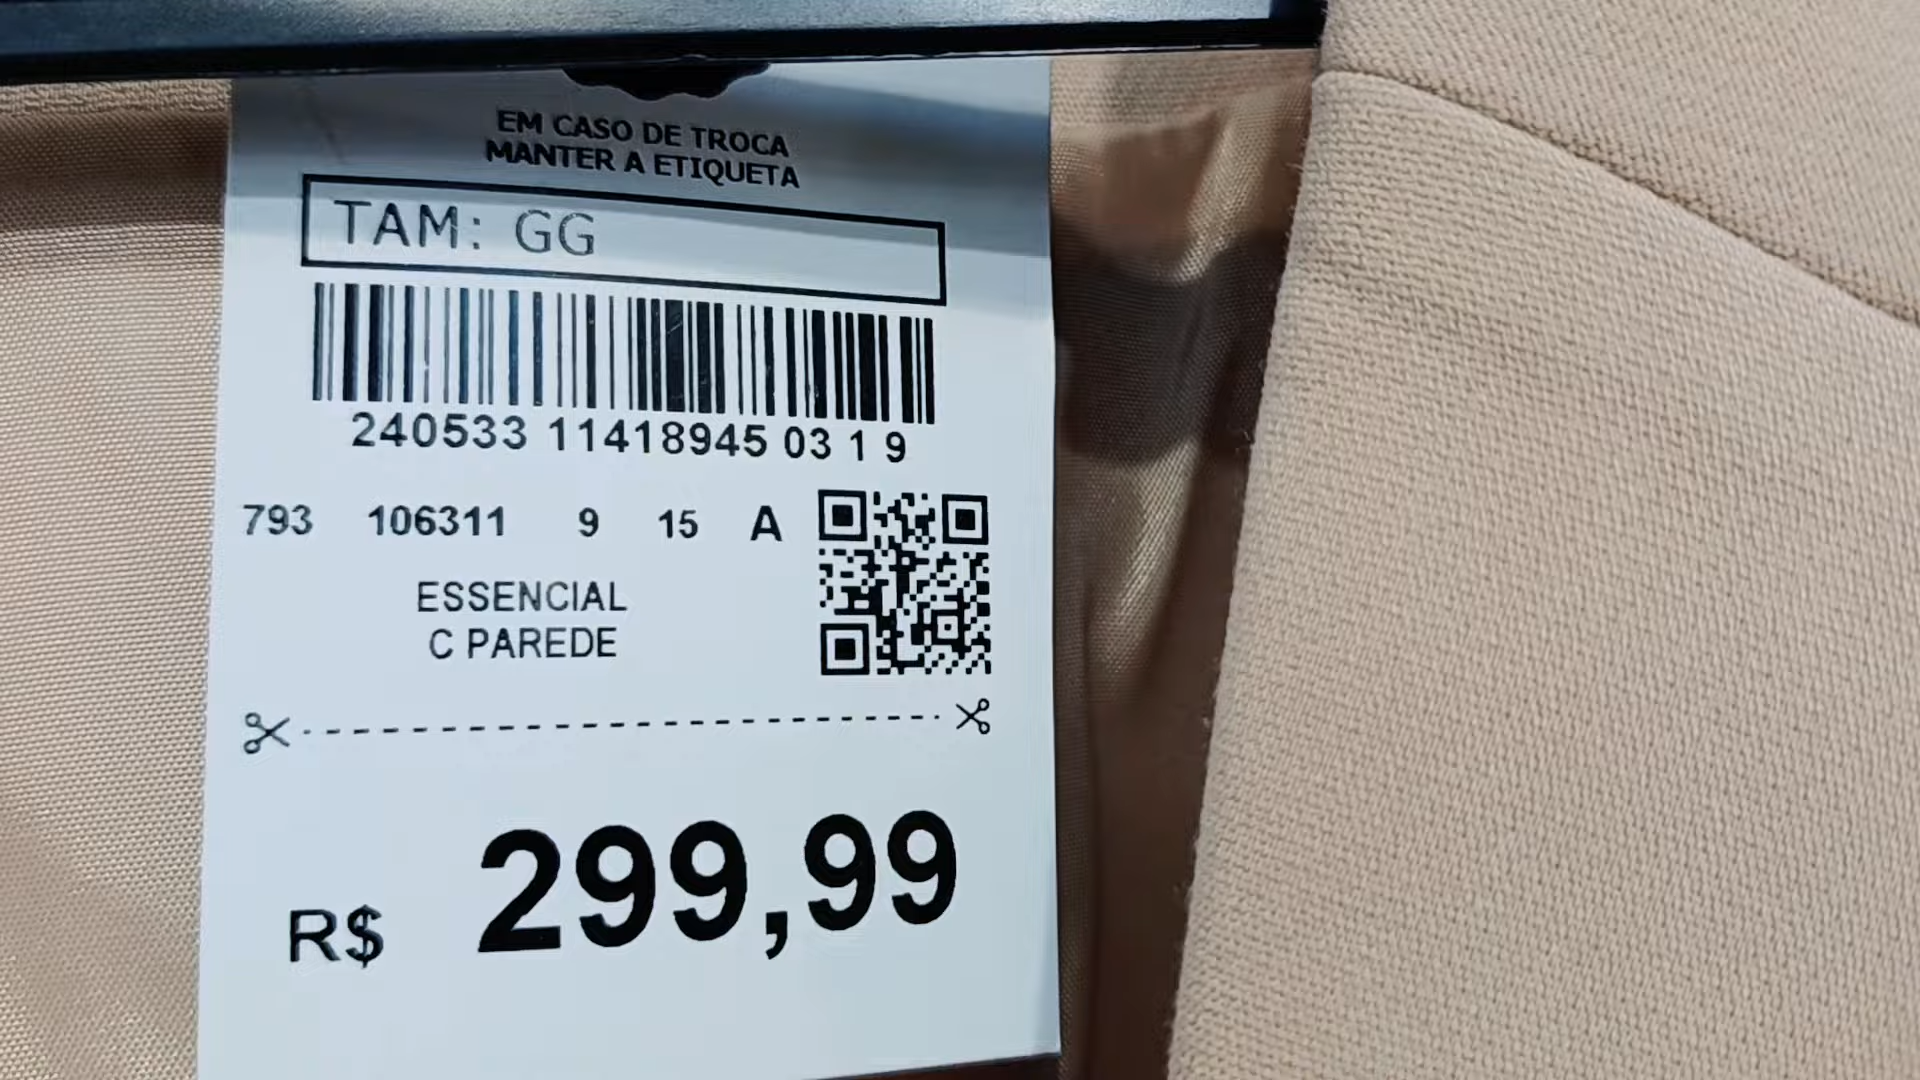 EM CASO DE TROCA
MANTER A ETIQUETA
TAM: GG
240533 11418945 03 1 9
793 106311 9 15 A
ESSENCIAL
C PAREDE
R$ 299,99